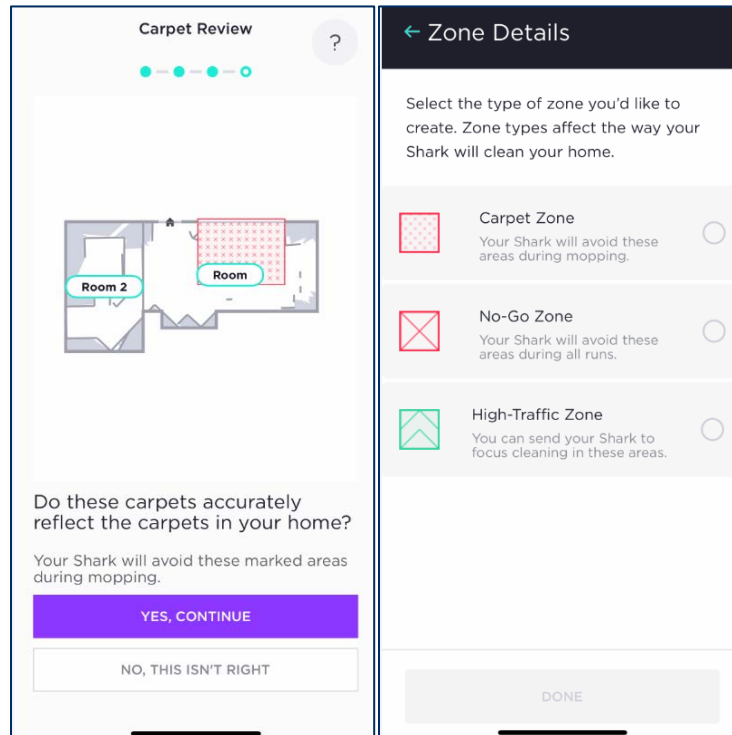 Carpet Review
?
Room 2
Room
Do these carpets accurately
reflect the carpets in your home?
Your Shark will avoid these marked areas
during mopping.
YES, CONTINUE
NO, THIS ISN'T RIGHT
← Zone Details
Select the type of zone you’d like to
create. Zone types affect the way your
Shark will clean your home.
Carpet Zone
Your Shark will avoid these
areas during mopping.
No-Go Zone
Your Shark will avoid these
areas during all runs.
High-Traffic Zone
You can send your Shark to
focus cleaning in these areas.
DONE